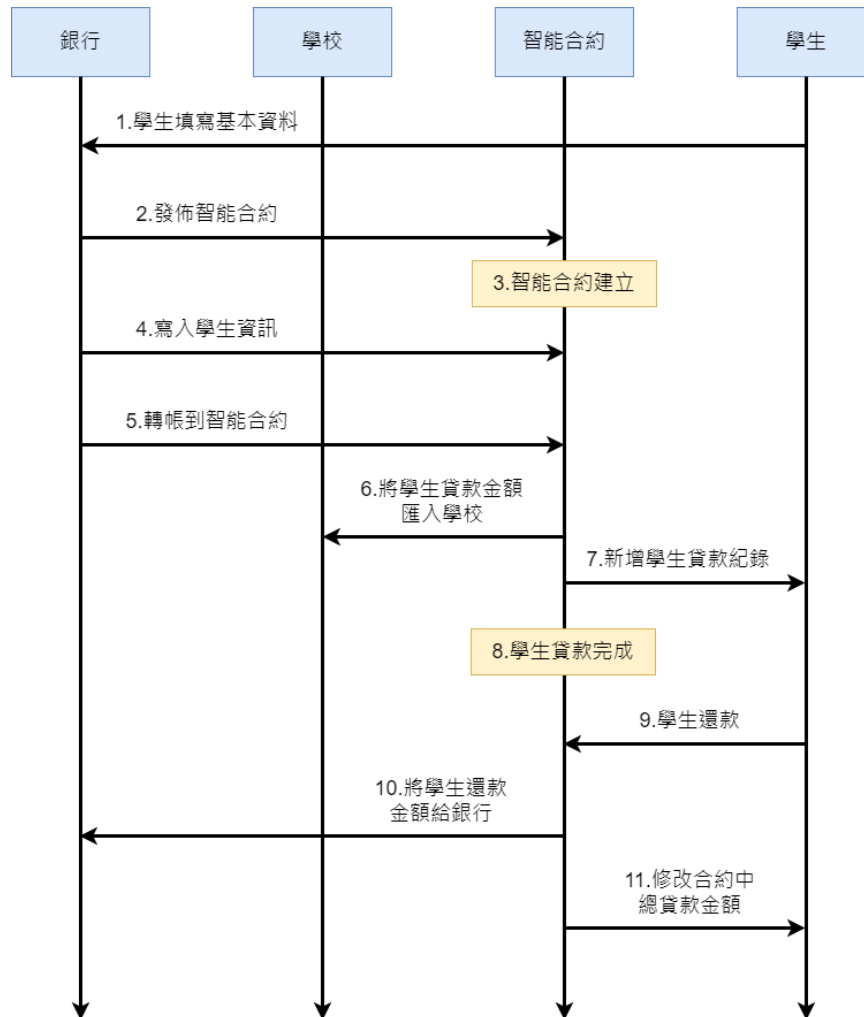 銀行
學校
智能合約
學生
1.學生填寫基本資料
2.發佈智能合約
3.智能合約建立
4.寫入學生資訊
5.轉帳到智能合約
6.將學生貸款金額
匯入學校
7.新增學生貸款紀錄
8.學生貸款完成
9.學生還款
10.將學生還款
金額給銀行
11.修改合約中
總貸款金額